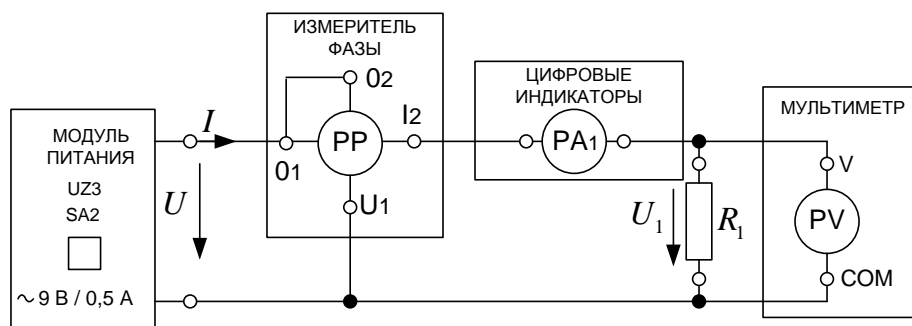 МОДУЛЬ
ПИТАНИЯ
UZ3
SA2
~ 9 В / 0,5 А
I
U
ИЗМЕРИТЕЛЬ
ФАЗЫ
02
01
PP
I2
U1
ЦИФРОВЫЕ
ИНДИКАТОРЫ
PA1
U1
R1
МУЛЬТИМЕТР
V
PV
COM